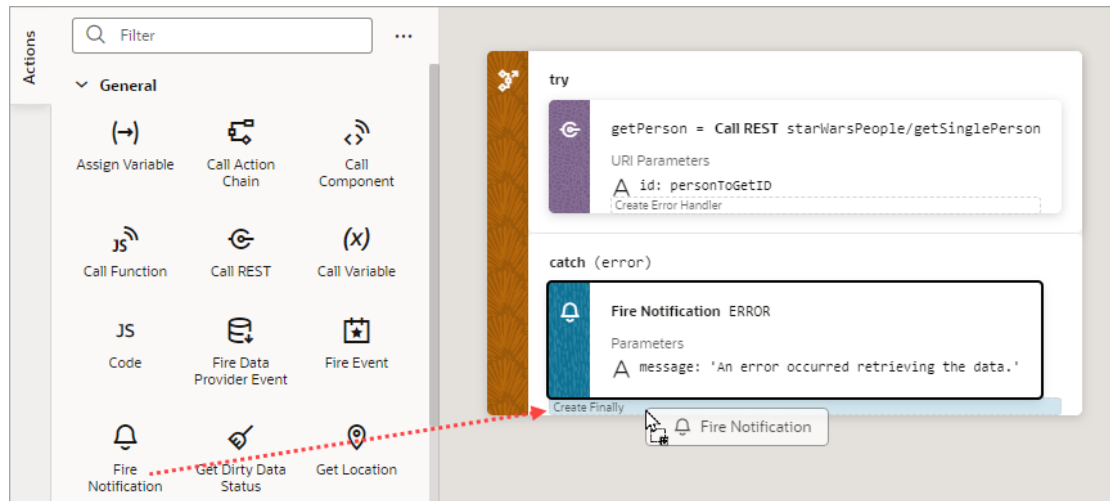 Actions
Filter
...
General
(→)
Assign Variable
Call Action
Chain
Call
Component
JS
Call Function
Call REST
(x)
Call Variable
JS
Code
Fire Data
Provider Event
Fire Event
Fire
Notification
Get Dirty Data
Status
Get Location
try
getPerson = Call REST starWarsPeople/getSinglePerson
URI Parameters
A id: personToGetID
Create Error Handler
catch (error)
Fire Notification ERROR
Parameters
A message: 'An error occurred retrieving the data.'
Create Finally
Fire Notification